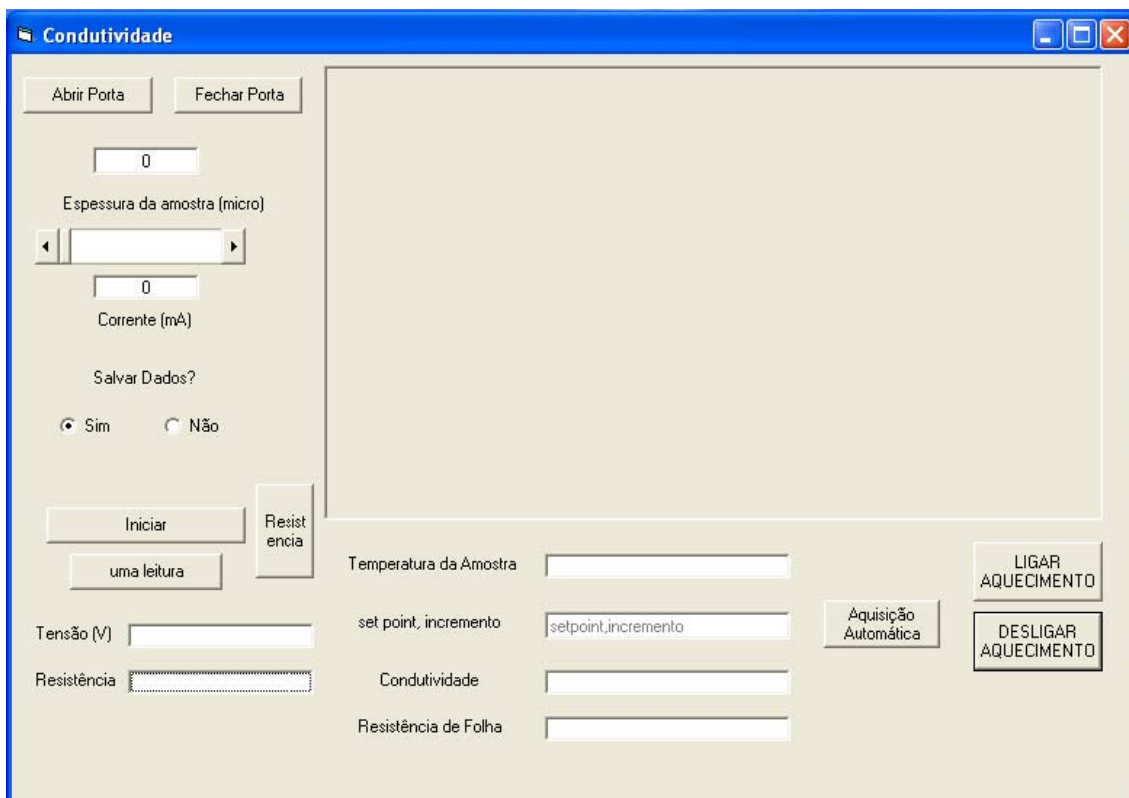 Condutividade
Abrir Porta
Fechar Porta
0
Espessura da amostra (micro)
0
Corrente (mA)
Salvar Dados?
Sim
Não
Iniciar
Resist
encia
uma leitura
Tensão (V)
Resistência
Temperatura da Amostra
set point, incremento
setpoint,incremento
Condutividade
Resistência de Folha
Aquisição
Automática
LIGAR
AQUECIMENTO
DESLIGAR
AQUECIMENTO